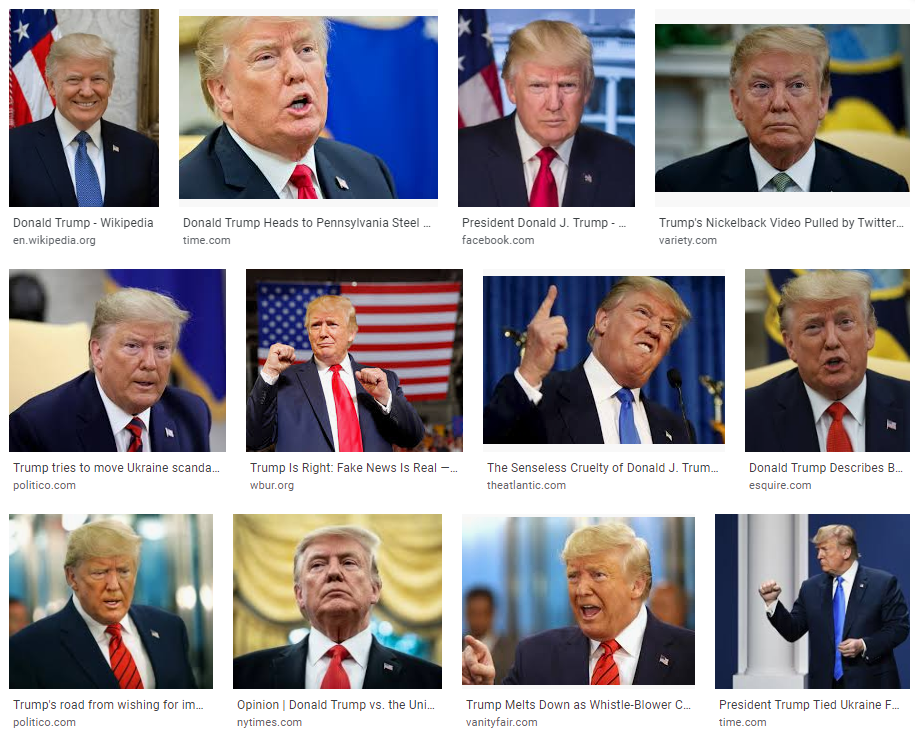 Donald Trump - Wikipedia
en.wikipedia.org
Donald Trump Heads to Pennsylvania Steel ...
time.com
President Donald J. Trump - ...
facebook.com
Trump's Nickelback Video Pulled by Twitter...
variety.com
Trump tries to move Ukraine scanda...
politico.com
Trump Is Right: Fake News Is Real —...
wbur.org
The Senseless Cruelty of Donald J. Trum...
theatlantic.com
Donald Trump Describes B...
esquire.com
Trump's road from wishing for im...
politico.com
Opinion | Donald Trump vs. the Uni...
nytimes.com
Trump Melts Down as Whistle-Blower C...
vanityfair.com
President Trump Tied Ukraine F...
time.com